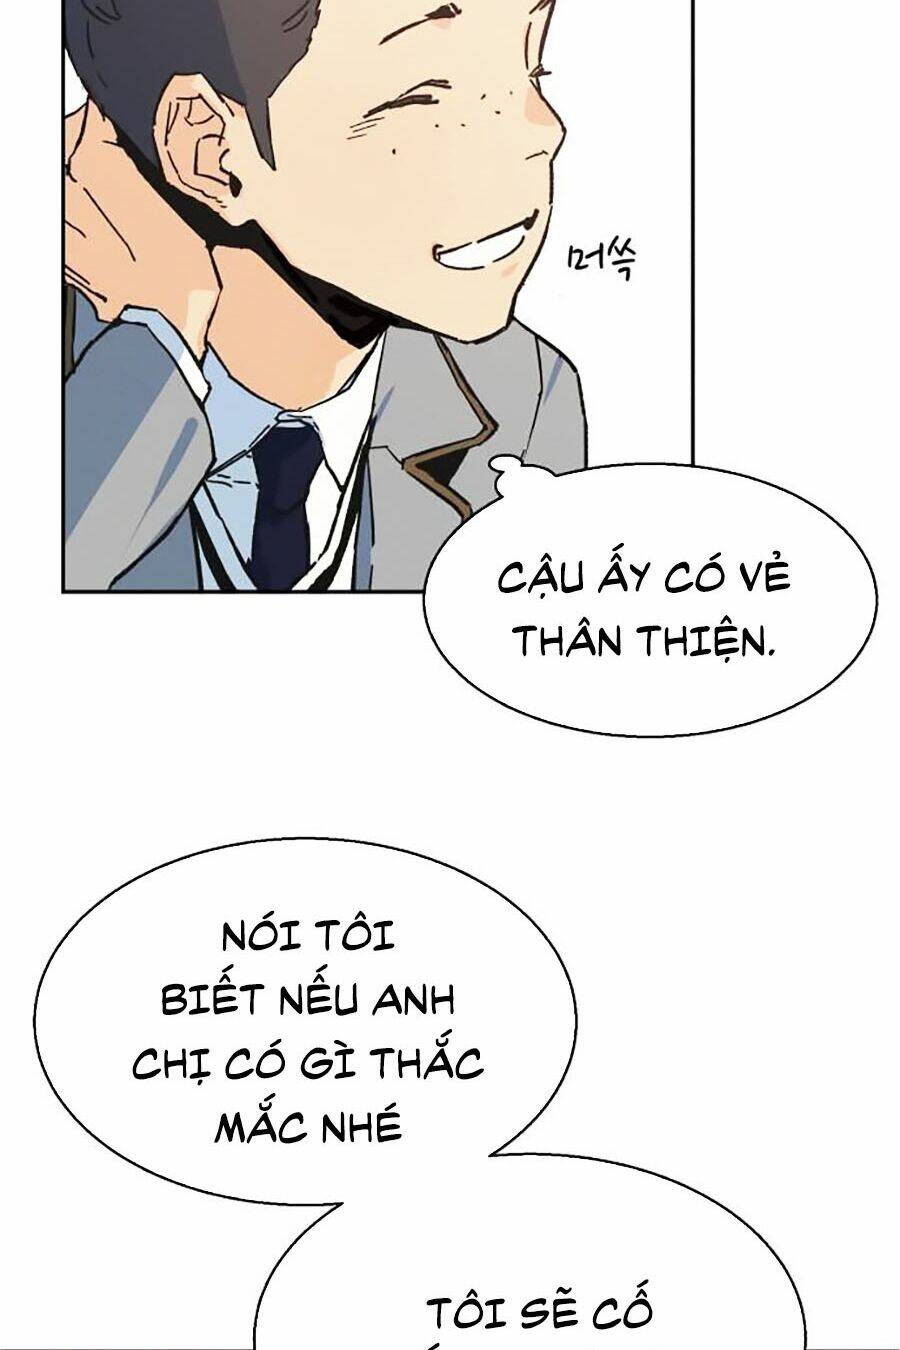 머쓱
CẬU ẤY CÓ VẺ
THÂN THIỆN.
NÓI TÔI
BIẾT NẾU ANH
CHỊ CÓ GÌ THẮC
MẮC NHÉ
TÔI SẼ CỐ